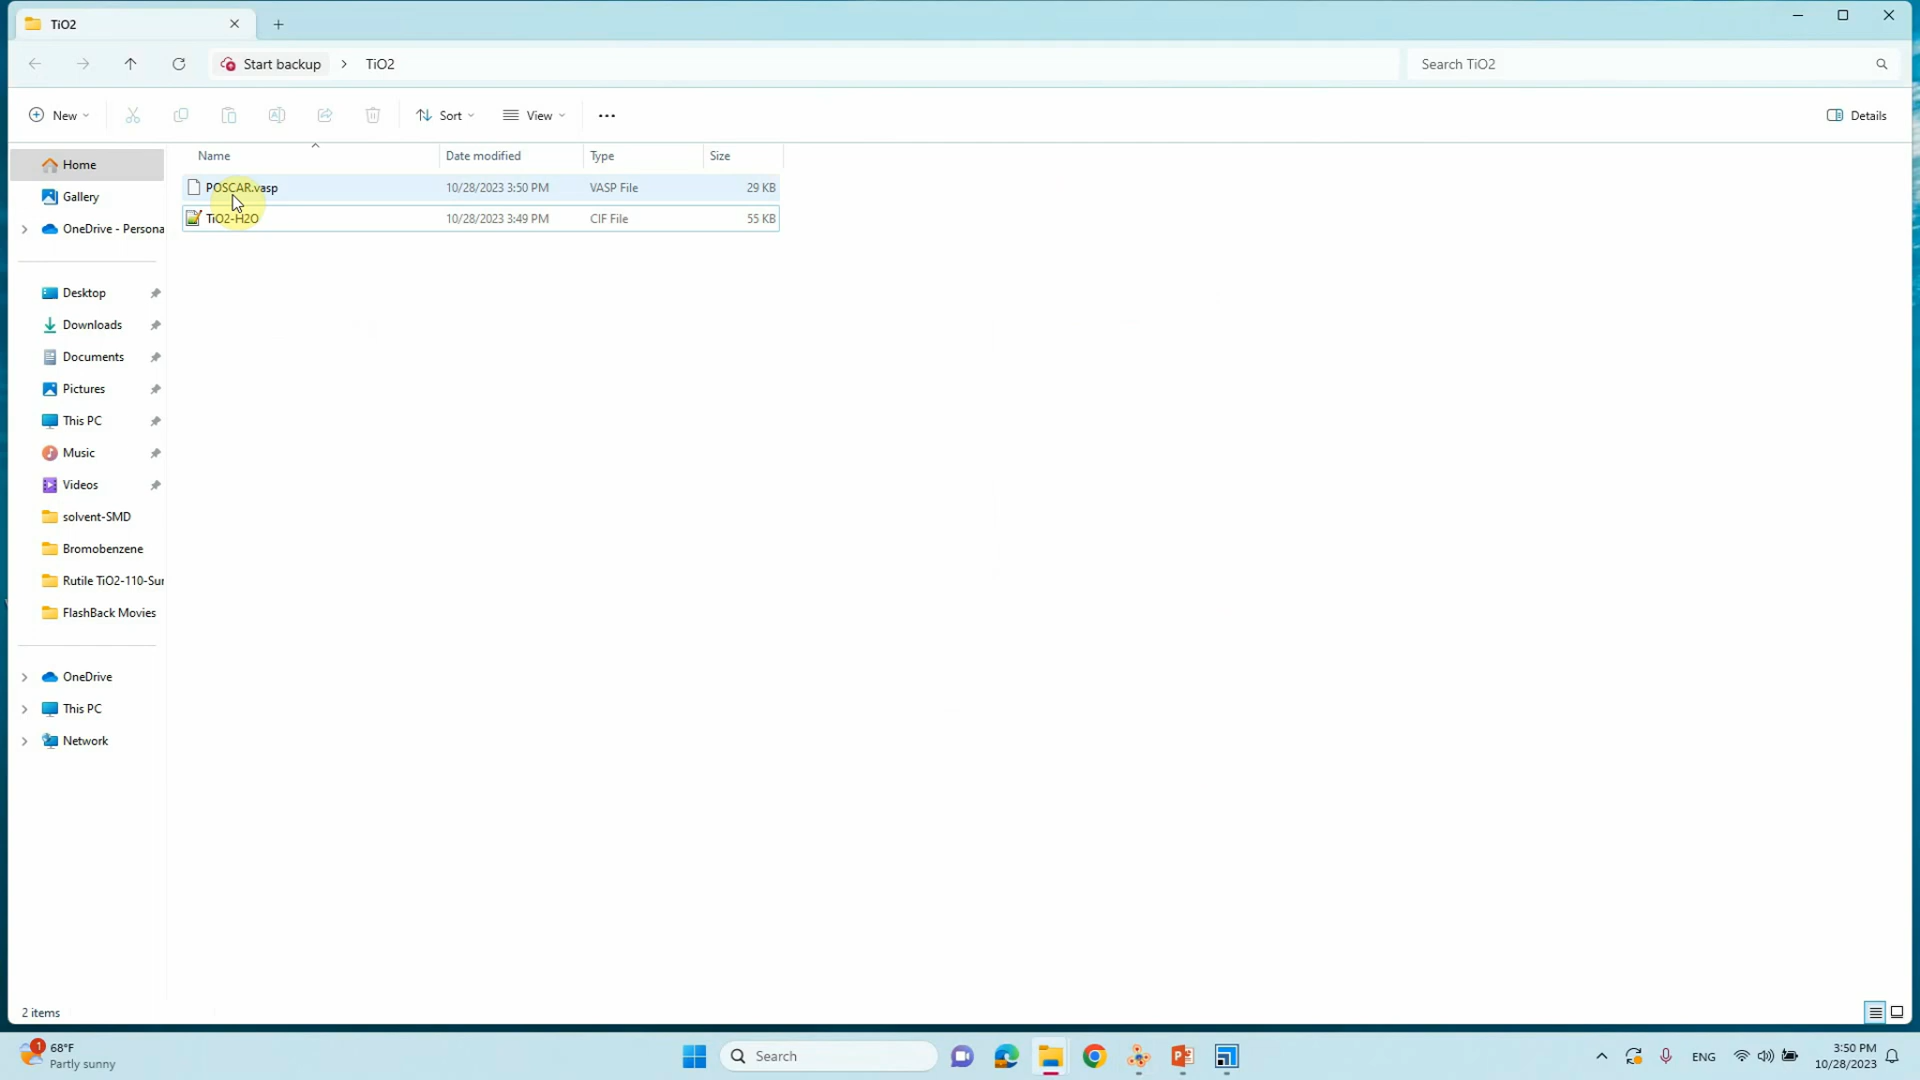 TiO2
Start backup
TiO2
Search TiO2
New
Sort
View
Details
Name
Date modified
Type
Size
POSCAR.vasp
10/28/2023 3:50 PM
VASP File
29 KB
TiO2-H2O
10/28/2023 3:49 PM
CIF File
55 KB
Home
Gallery
OneDrive - Persona
Desktop
Downloads
Documents
Pictures
This PC
Music
Videos
solvent-SMD
Bromobenzene
Rutile TiO2-110-Sur
FlashBack Movies
OneDrive
This PC
Network
2 items
1
68°F
Partly sunny
Search
ENG
3:50 PM
10/28/2023